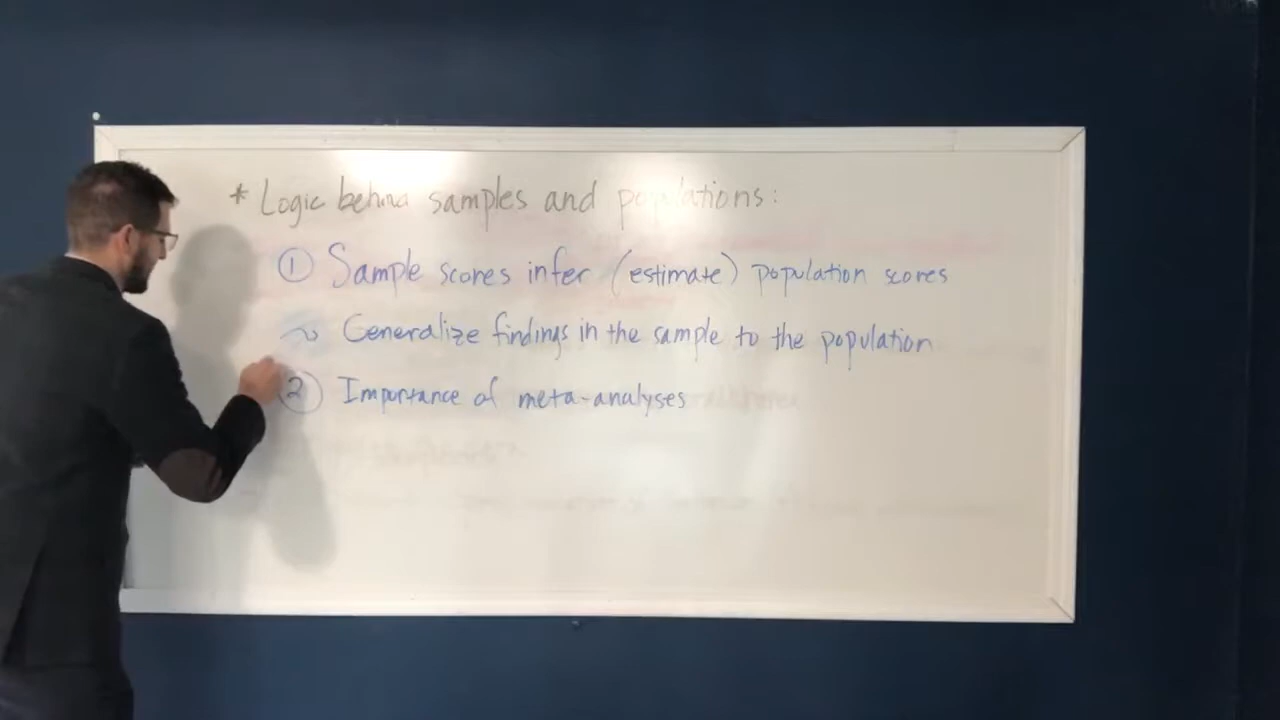 * Logic behind samples and populations:
① Sample scores infer (estimate) population scores
~ Generalize findings in the sample to the population
② Importance of meta-analyses